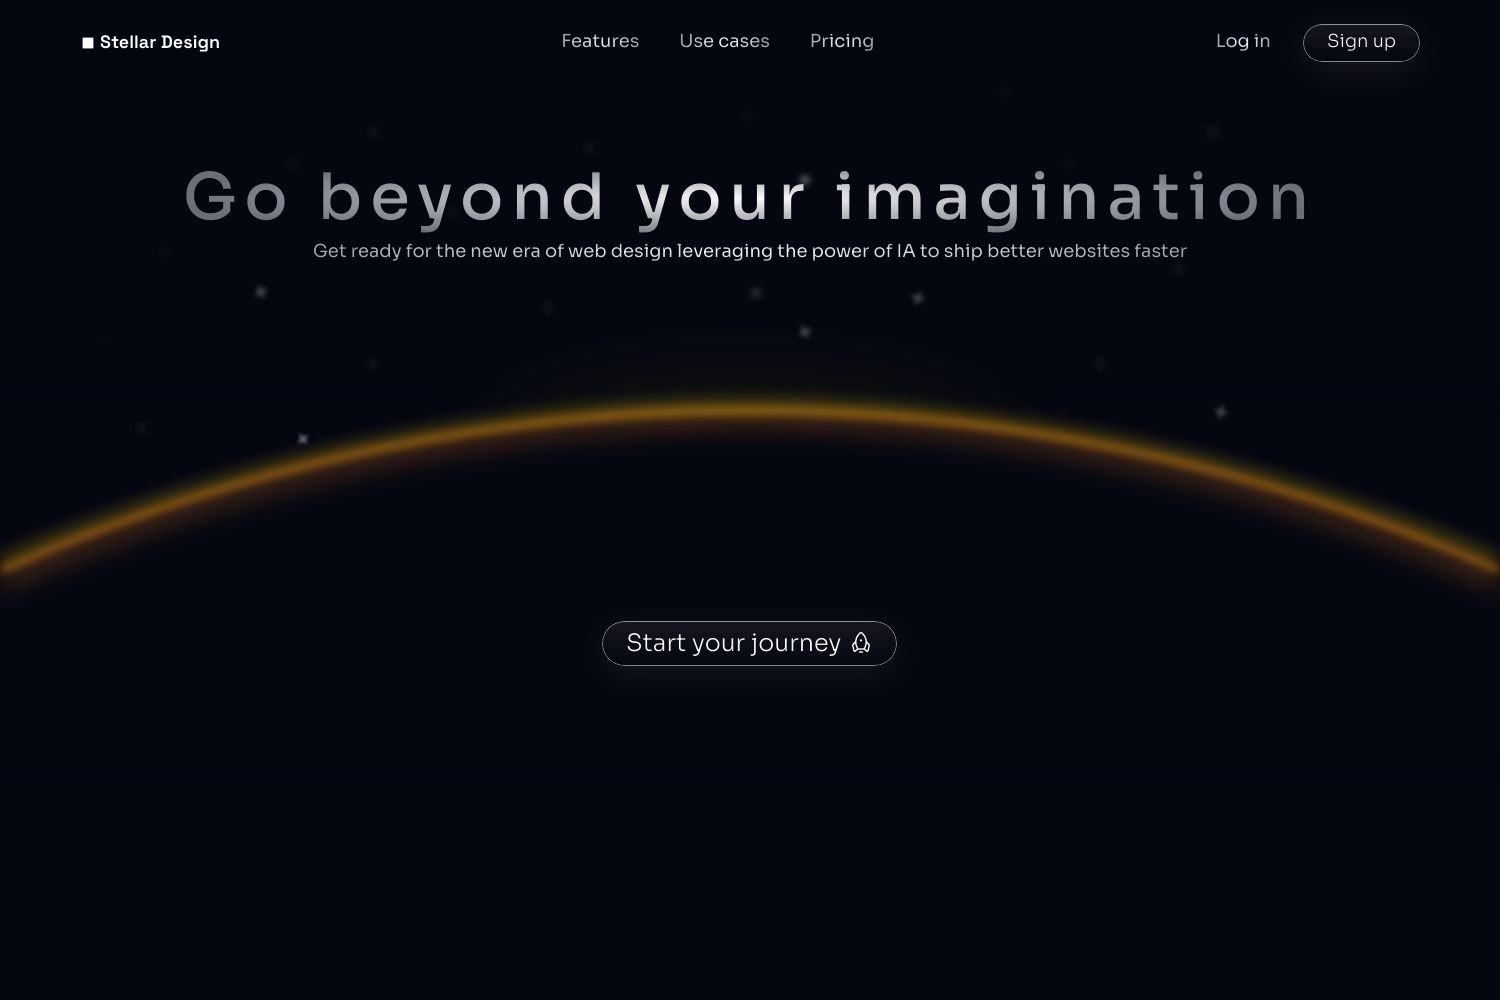 Stellar Design
Features
Use cases
Pricing
Log in
Sign up
Go beyond your imagination
Get ready for the new era of web design leveraging the power of IA to ship better websites faster
Start your journey